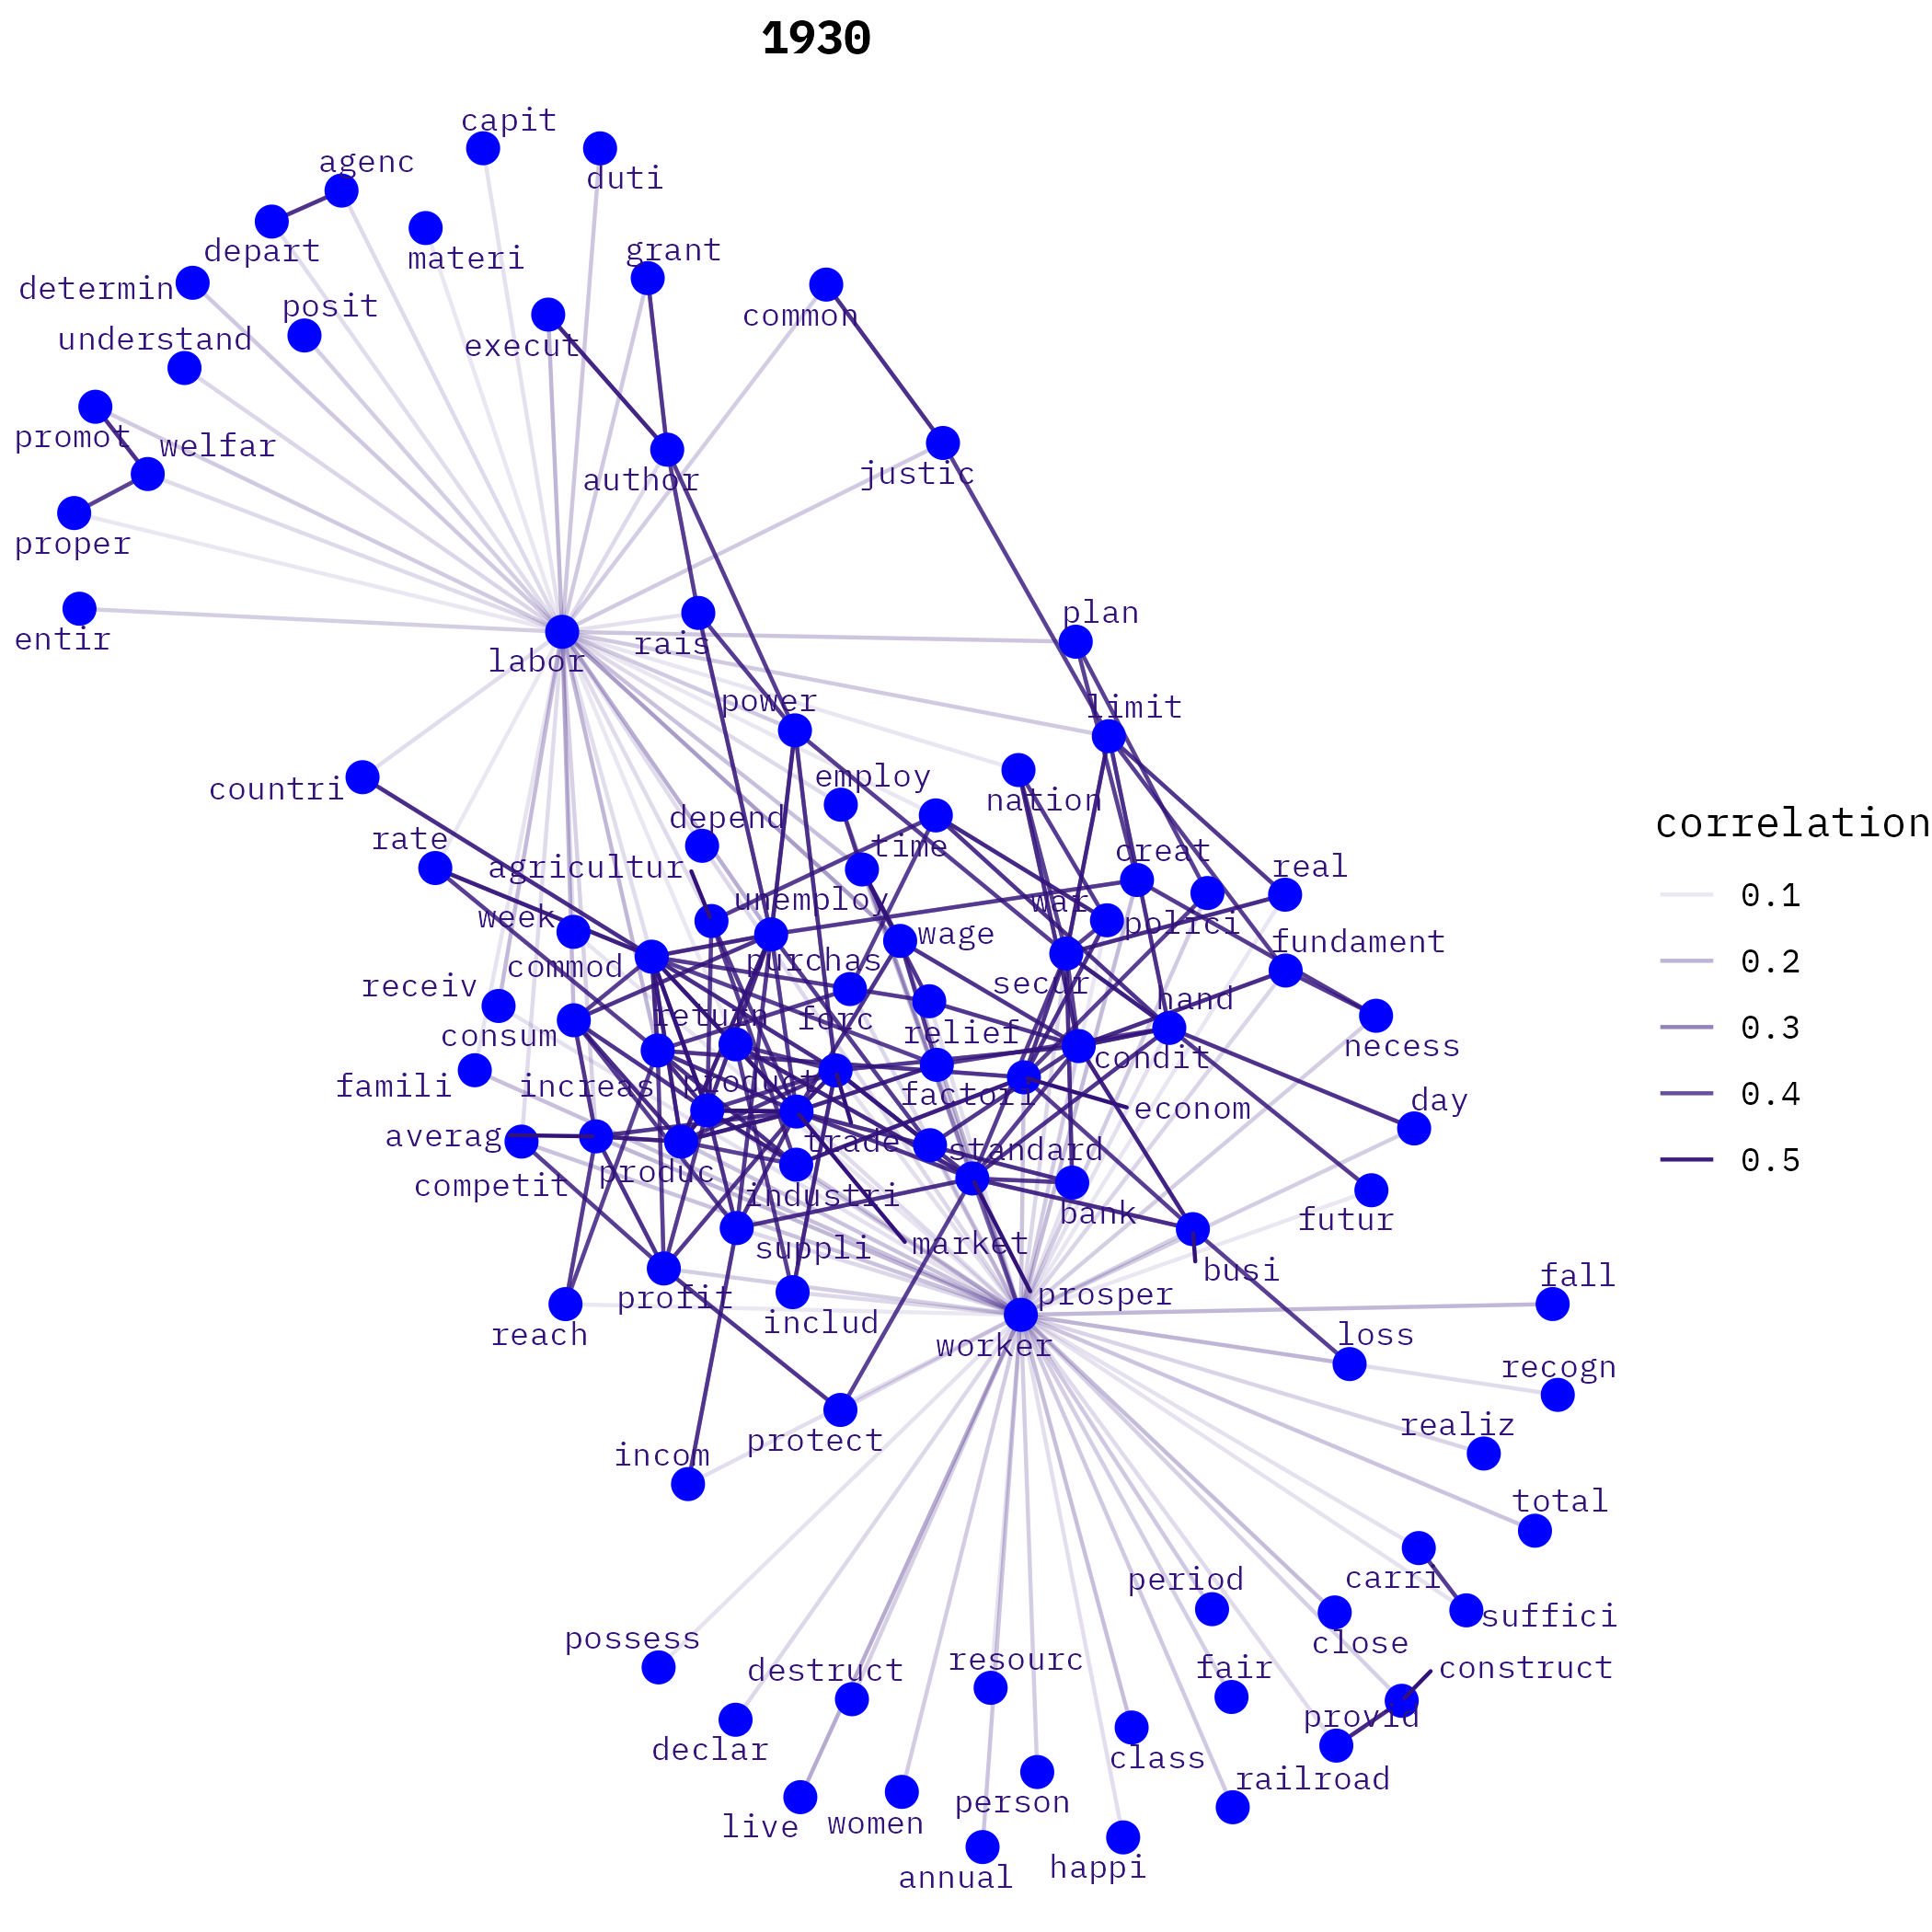 1930
capit
agenc
duti
depart
materi
grant
determin
posit
common
understand
execut
promot
welfar
author
justic
proper
entir
labor
rais
plan
power
limit
countri
employ
nation
correlation
rate
depend
time
creat
real
agricultur
0.1
week
unemploy
war
polici
wage
fundament
commod
purchas
0.2
receiv
secur
hand
consum
return
forc
relief
necess
0.3
famili
increas
product
factori
condit
day
0.4
averag
trade
econom
standard
0.5
competit
produc
industri
bank
futur
suppli
market
busi
profit
prosper
fall
reach
includ
worker
loss
recogn
protect
realiz
incom
total
period
carri
suffici
possess
close
destruct
resourc
fair
construct
provid
declar
class
railroad
live
women
person
annual
happi